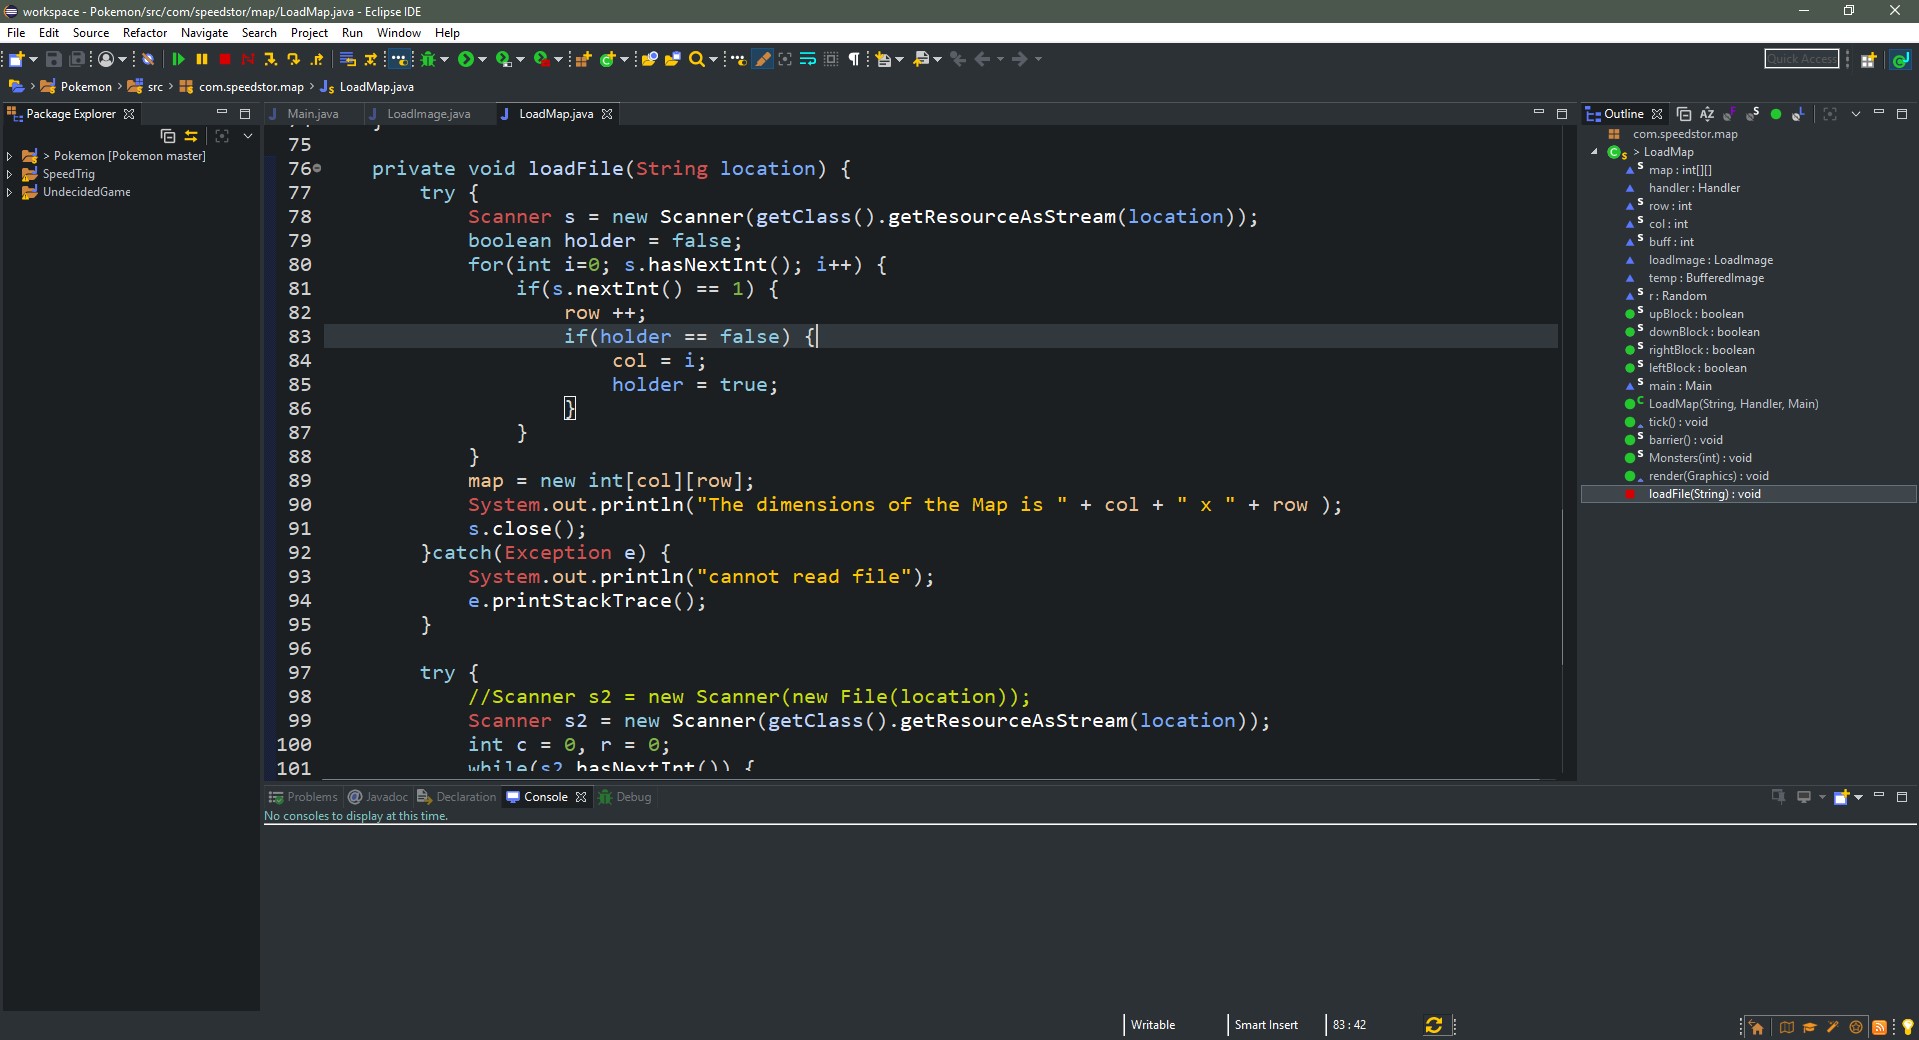 workspace - Pokemon/src/com/speedstor/map/LoadMap.java - Eclipse IDE
File Edit Source Refactor Navigate Search Project Run Window Help
Quick Access
Pokemon src com.speedstor.map LoadMap.java
Package Explorer
> Pokemon [Pokemon master]
SpeedTrig
UndecidedGame
Main.java LoadImage.java LoadMap.java
75
76 private void loadFile(String location) {
77 try {
78 Scanner s = new Scanner(getClass().getResourceAsStream(location));
79 boolean holder = false;
80 for(int i=0; s.hasNextInt(); i++) {
81 if(s.nextInt() == 1) {
82 row ++;
83 if(holder == false) {
84 col = i;
85 holder = true;
86 }
87 }
88 }
89 map = new int[col][row];
90 System.out.println("The dimensions of the Map is " + col + " x " + row );
91 s.close();
92 }catch(Exception e) {
93 System.out.println("cannot read file");
94 e.printStackTrace();
95 }
96
97 try {
98 //Scanner s2 = new Scanner(new File(location));
99 Scanner s2 = new Scanner(getClass().getResourceAsStream(location));
100 int c = 0, r = 0;
101 while(s2.hasNextInt()) {
Outline
com.speedstor.map
> LoadMap
map : int[][]
handler : Handler
row : int
col : int
buff : int
loadImage : LoadImage
temp : BufferedImage
r : Random
upBlock : boolean
downBlock : boolean
rightBlock : boolean
leftBlock : boolean
main : Main
LoadMap(String, Handler, Main)
tick() : void
barrier() : void
Monsters(int) : void
render(Graphics) : void
loadFile(String) : void
Problems @ Javadoc Declaration Console Debug
No consoles to display at this time.
Writable Smart Insert 83 : 42